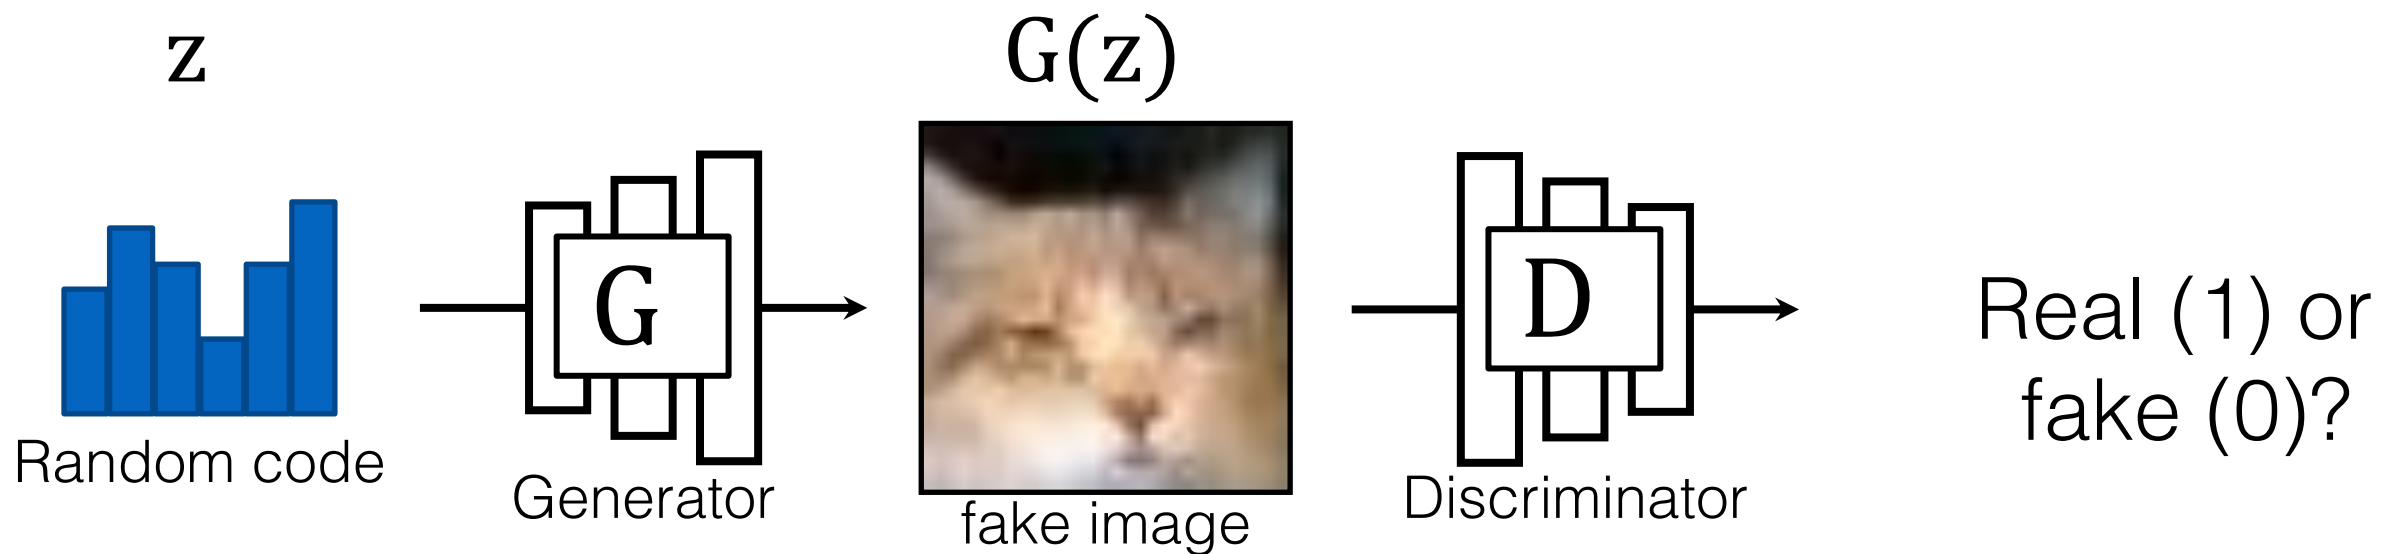 z
G(z)
G
D
Real (1) or
fake (0)?
Random code
Generator
fake image
Discriminator